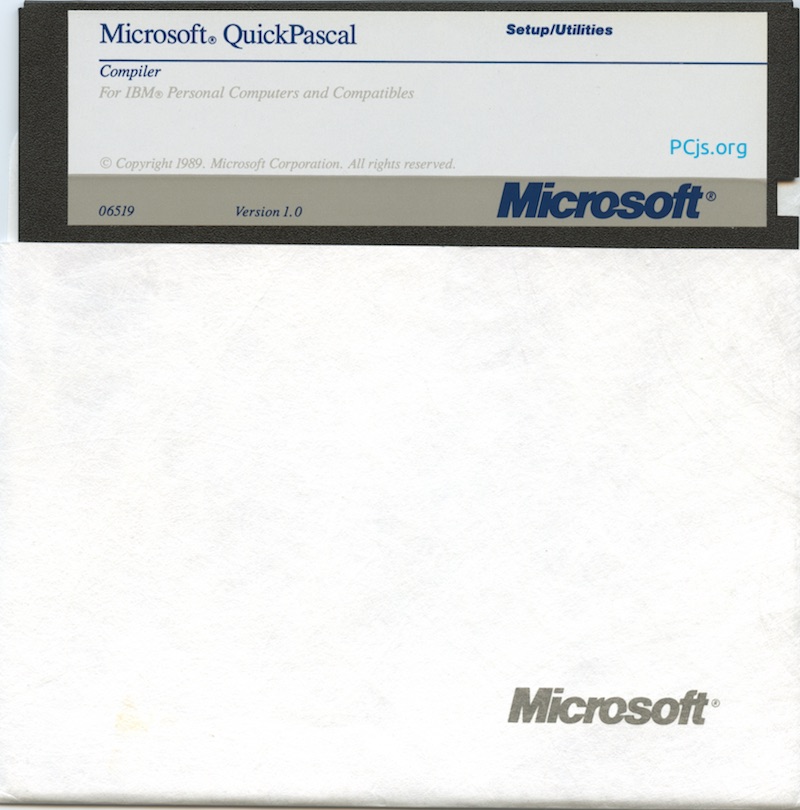 Microsoft® QuickPascal
Setup/Utilities
Compiler
For IBM® Personal Computers and Compatibles
PCjs.org
© Copyright 1989. Microsoft Corporation. All rights reserved.
06519 Version 1.0 Microsoft®
Microsoft®